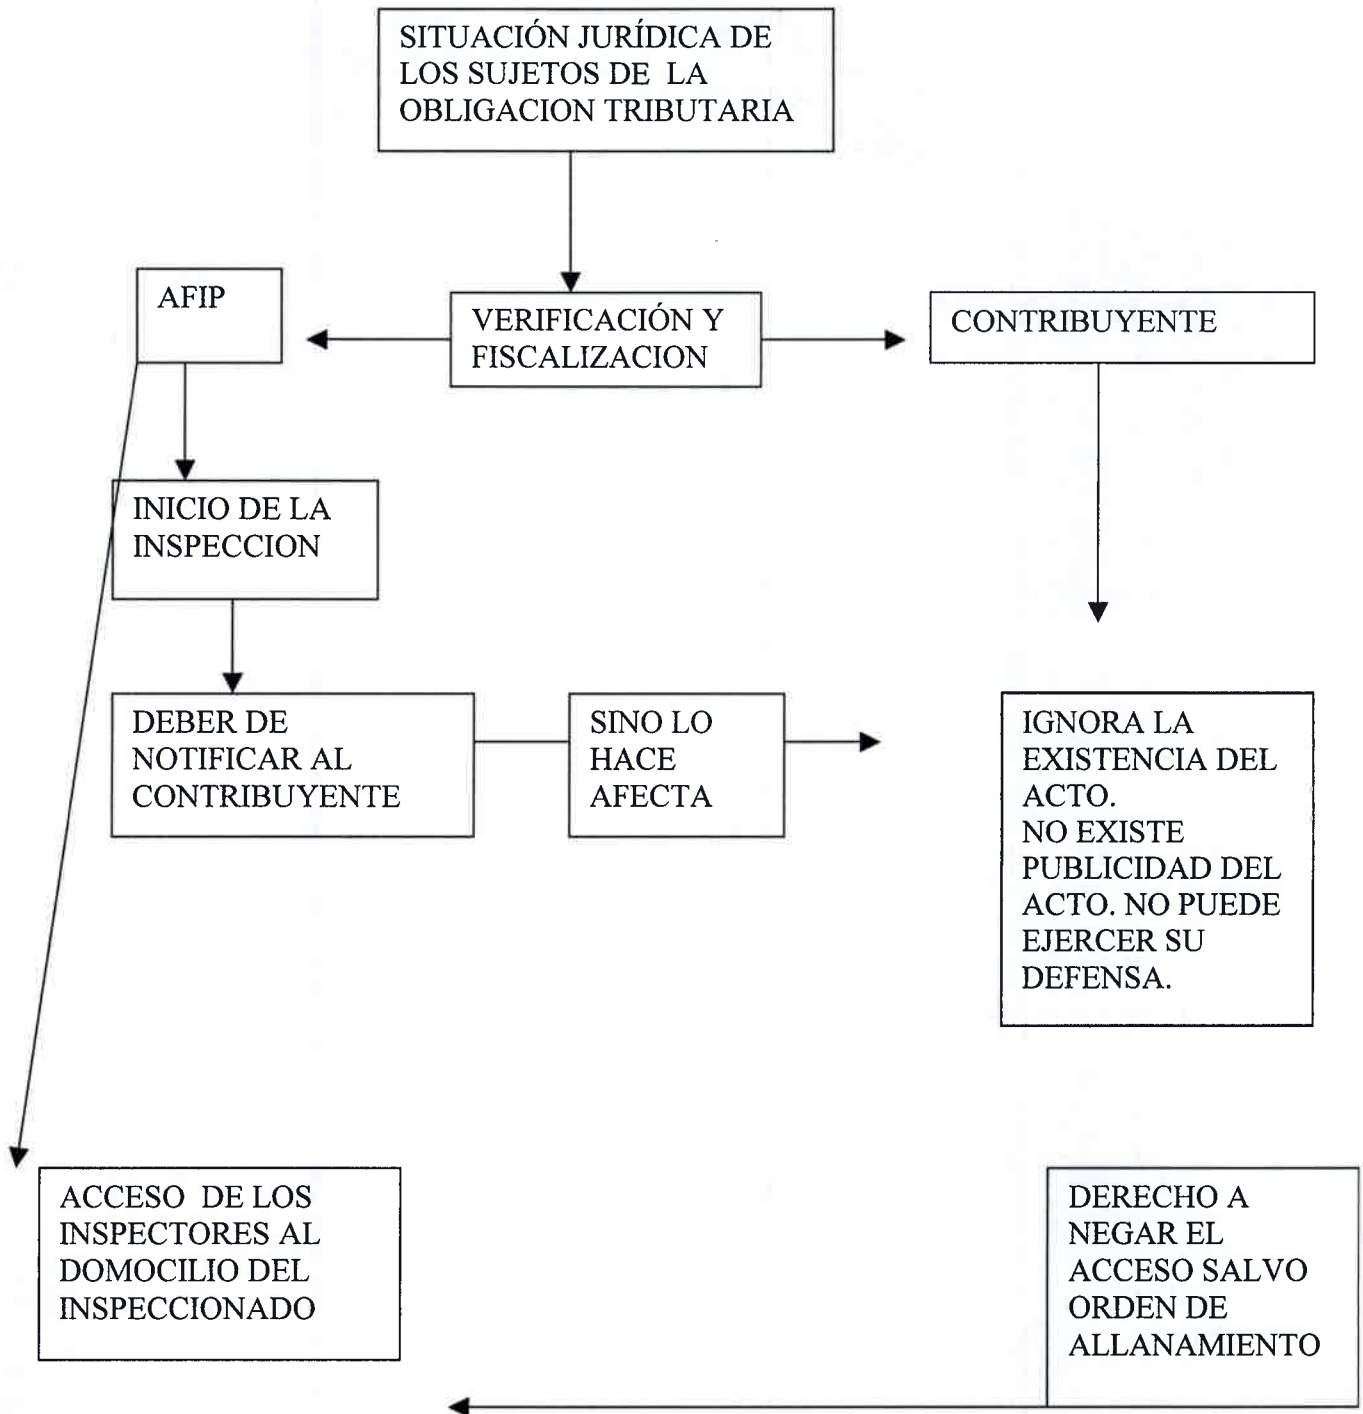 SITUACIÓN JURÍDICA DE
LOS SUJETOS DE LA
OBLIGACION TRIBUTARIA
AFIP
VERIFICACIÓN Y
FISCALIZACION
CONTRIBUYENTE
INICIO DE LA
INSPECCION
DEBER DE
NOTIFICAR AL
CONTRIBUYENTE
SINO LO
HACE
AFECTA
IGNORA LA
EXISTENCIA DEL
ACTO.
NO EXISTE
PUBLICIDAD DEL
ACTO. NO PUEDE
EJERCER SU
DEFENSA.
ACCESO DE LOS
INSPECTORES AL
DOMOCILIO DEL
INSPECCIONADO
DERECHO A
NEGAR EL
ACCESO SALVO
ORDEN DE
ALLANAMIENTO